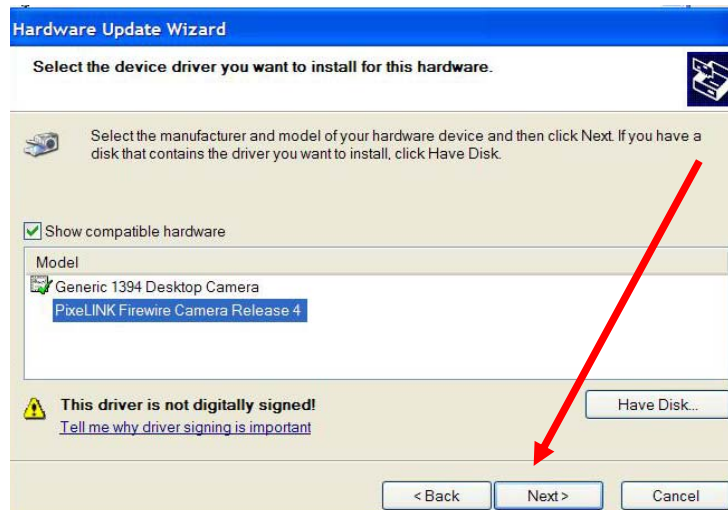 Hardware Update Wizard
Select the device driver you want to install for this hardware.
Select the manufacturer and model of your hardware device and then click Next. If you have a
disk that contains the driver you want to install, click Have Disk.
Show compatible hardware
Model
Generic 1394 Desktop Camera
PixeLINK Firewire Camera Release 4
This driver is not digitally signed!
Have Disk...
Tell me why driver signing is important
< Back
Next >
Cancel